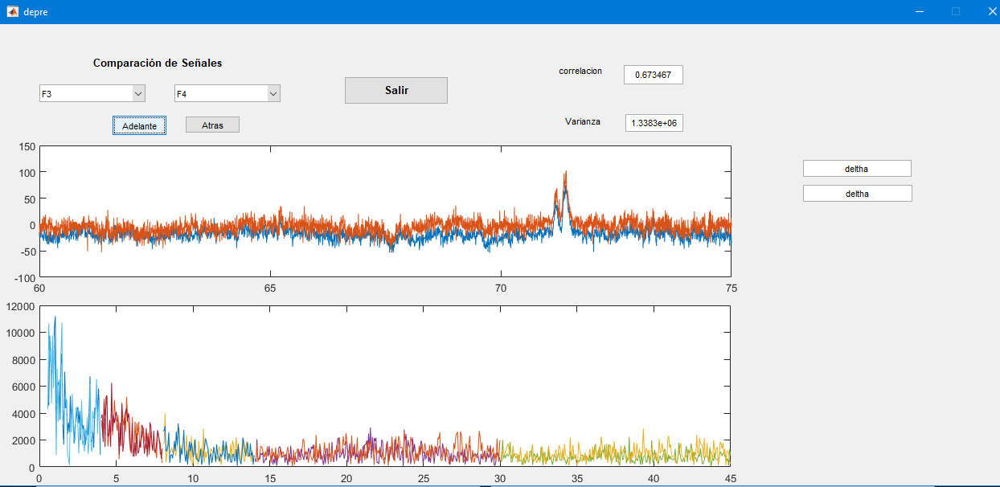 depre
Comparación de Señales
F3
F4
Salir
Adelante
Atras
correlacion
0.673467
Varianza
1.3383e+06
deltha
deltha
150
100
50
0
-50
-100
60
65
70
75
12000
10000
8000
6000
4000
2000
0
0
5
10
15
20
25
30
35
40
45